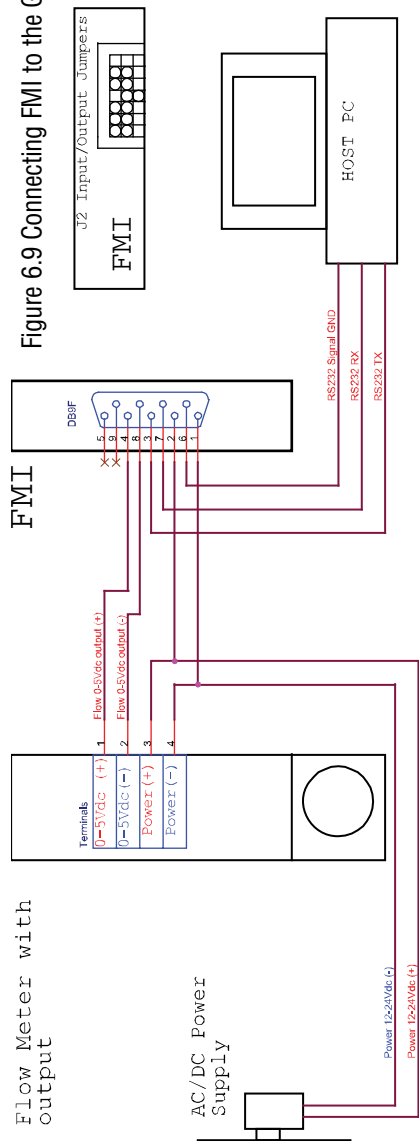 Figure 6.9 Connecting FMI to the G
Flow Meter with
output
Terminals
0-5Vdc (+)
0-5Vdc (-)
Power (+)
Power (-)
1
2
3
4
Flow 0-5Vdc output (+)
Flow 0-5Vdc output (-)
FMI
DB9F
5
9
4
8
3
7
2
6
1
J2 Input/Output Jumpers
FMI
AC/DC Power
Supply
Power 12-24Vdc (-)
Power 12-24Vdc (+)
RS232 Signal GND
RS232 RX
RS232 TX
HOST PC